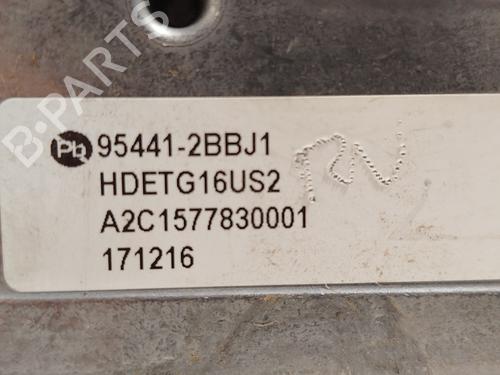 B-PARTS
Pb 95441-2BBJ1
HDETG16US2
A2C1577830001
171216